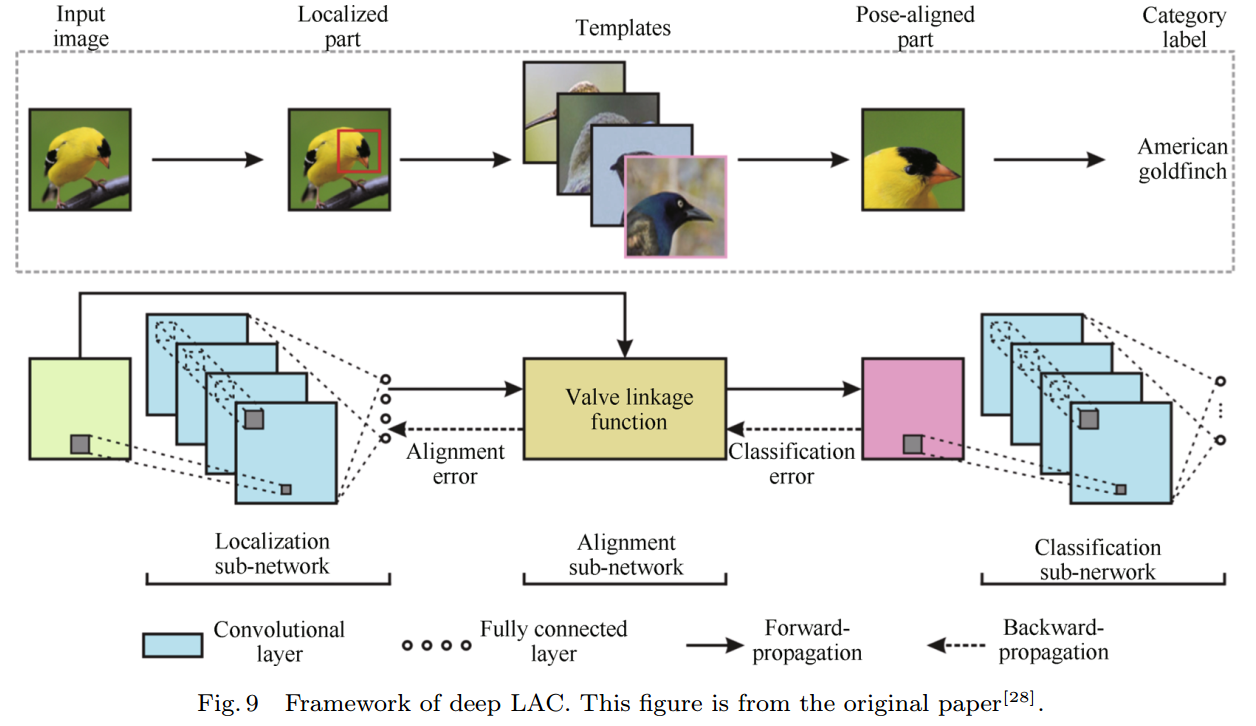 Input
image
Localized
part
Templates
Pose-aligned
part
Category
label
American
goldfinch
Valve linkage
function
Alignment
error
Classification
error
Localization
sub-network
Alignment
sub-network
Classification
sub-nerwork
Convolutional
layer
Fully connected
layer
Forward-
propagation
Backward-
propagation
Fig. 9 Framework of deep LAC. This figure is from the original paper[28].